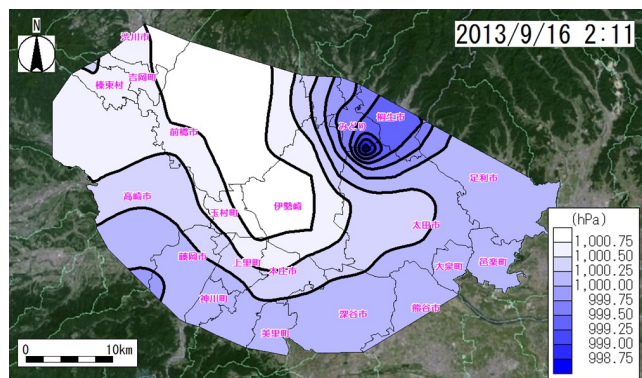 2013/9/16 2:11
N
渋川市
吉岡町
榛東村
桐生市
みどり
前橋市
足利市
高崎市
玉村町
伊勢崎
太田市
藤岡市
上里町
本庄市
大泉町
邑楽町
神川町
深谷市
熊谷市
美里町
0 10km
(hPa)
1,000.75
1,000.50
1,000.25
1,000.00
999.75
999.50
999.25
999.00
998.75